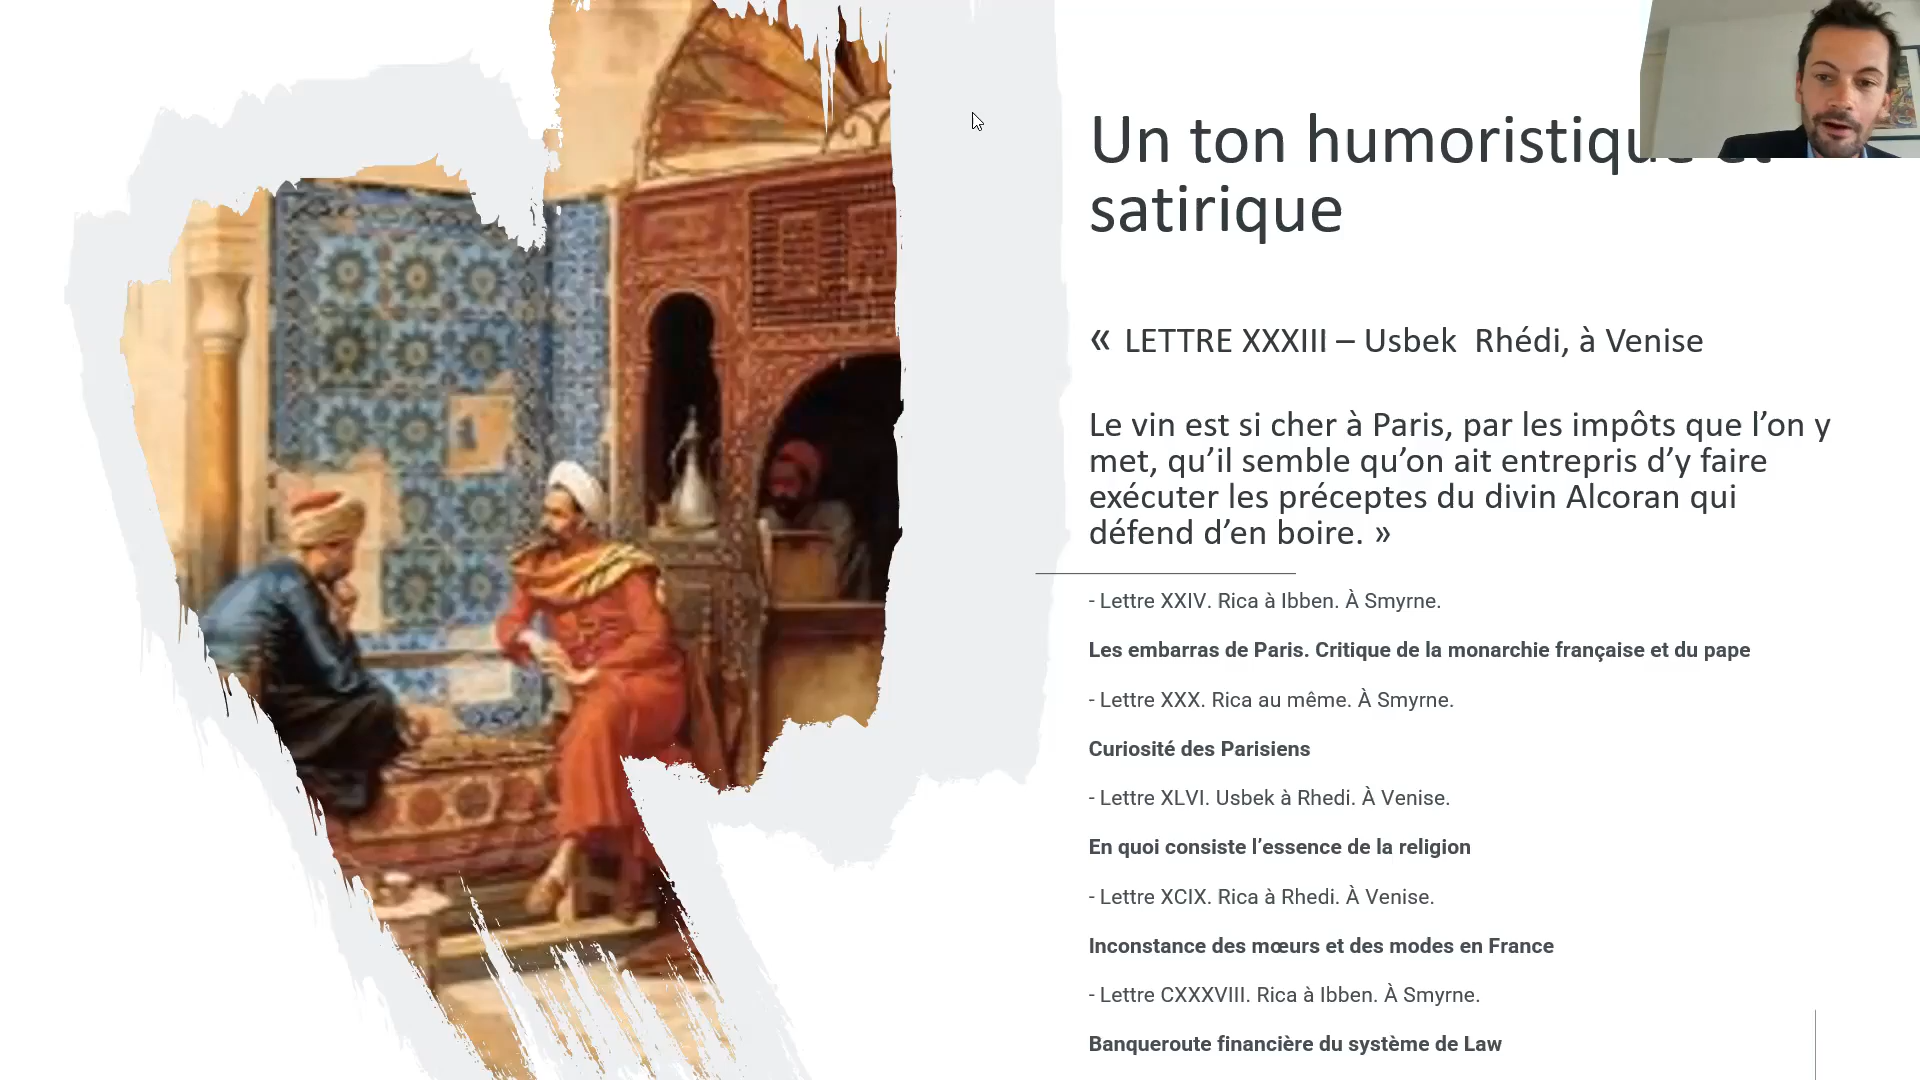 Un ton humoristique et
satirique
« LETTRE XXXIII – Usbek  Rhédi, à Venise
Le vin est si cher à Paris, par les impôts que l’on y
met, qu’il semble qu’on ait entrepris d’y faire
exécuter les préceptes du divin Alcoran qui
défend d’en boire. »
- Lettre XXIV. Rica à Ibben. À Smyrne.
Les embarras de Paris. Critique de la monarchie française et du pape
- Lettre XXX. Rica au même. À Smyrne.
Curiosité des Parisiens
- Lettre XLVI. Usbek à Rhedi. À Venise.
En quoi consiste l’essence de la religion
- Lettre XCIX. Rica à Rhedi. À Venise.
Inconstance des mœurs et des modes en France
- Lettre CXXXVIII. Rica à Ibben. À Smyrne.
Banqueroute financière du système de Law